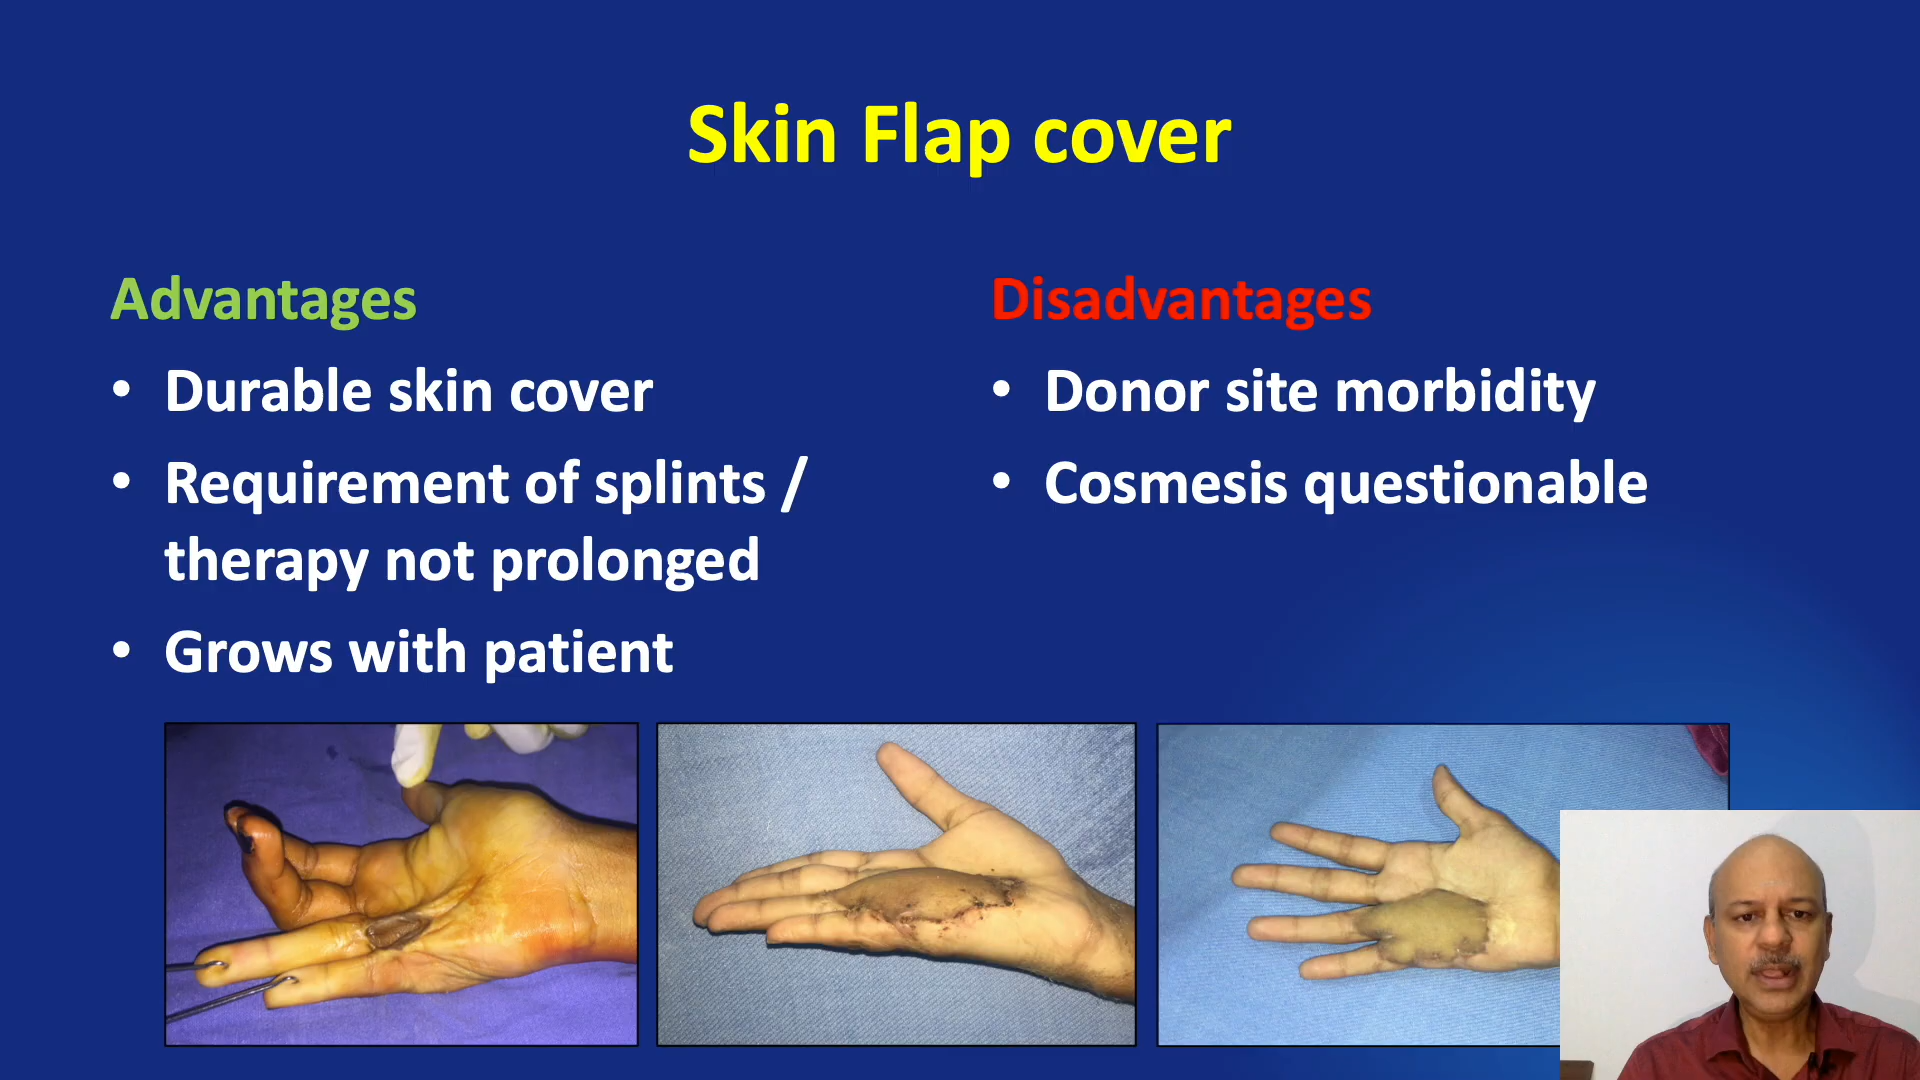 Skin Flap cover
Advantages
• Durable skin cover
• Requirement of splints /
therapy not prolonged
• Grows with patient
Disadvantages
• Donor site morbidity
• Cosmesis questionable